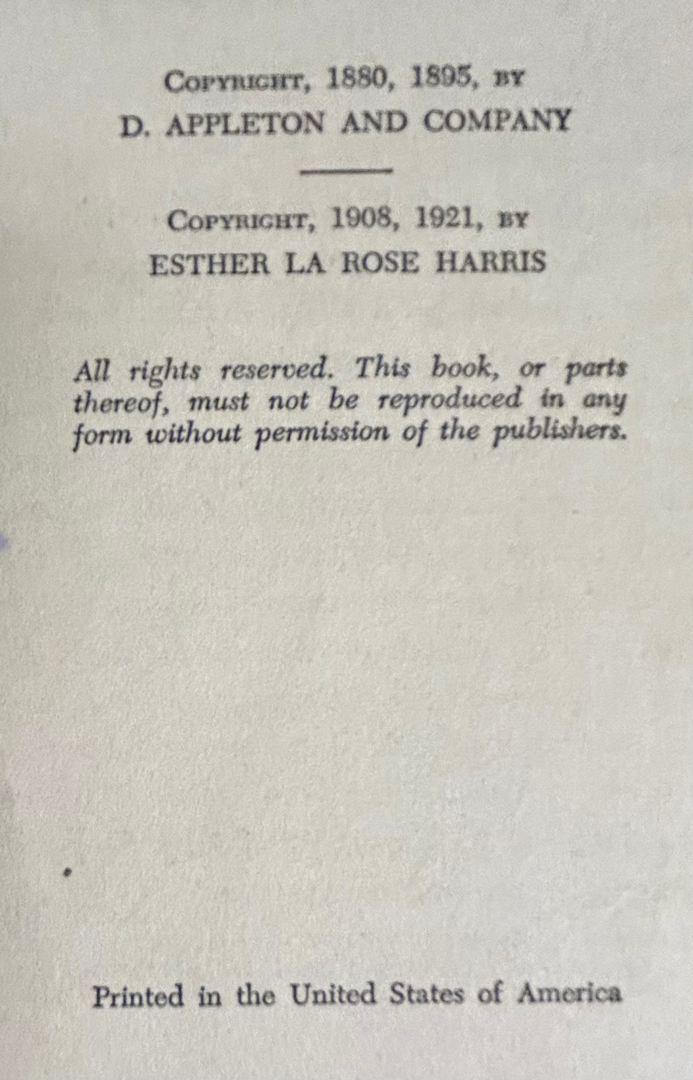 Copyright, 1880, 1895, by
D. APPLETON AND COMPANY
Copyright, 1908, 1921, by
ESTHER LA ROSE HARRIS
All rights reserved. This book, or parts
thereof, must not be reproduced in any
form without permission of the publishers.
Printed in the United States of America